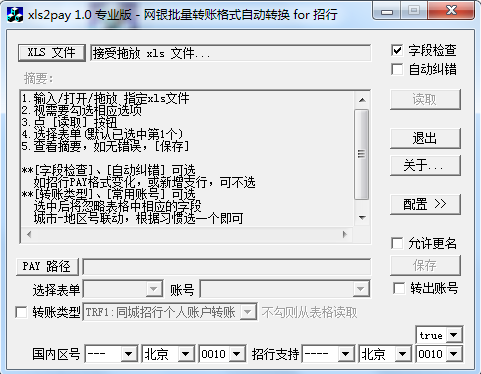 xls2pay 1.0 专业版 - 网银批量转账格式自动转换 for 招行
XLS 文件 接受拖放 xls 文件... 字段检查
摘要: 自动纠错
1.输入/打开/拖放 指定xls文件
2.视需要勾选相应选项
3.点 [读取] 按钮
4.选择表单(默认已选中第1个)
5.查看摘要，如无错误，[保存]
**[字段检查]、[自动纠错] 可选
如招行PAY格式变化，或新增支行，可不选
**[转账类型]、[常用账号] 可选
选中后将忽略表格中相应的字段
城市-地区号联动，根据习惯选一个即可
读取
退出
关于...
配置 >>
允许更名
PAY 路径 保存
选择表单 账号 转出账号
转账类型 TRF1:同城招行个人账户转账 不勾则从表格读取
true
国内区号 --- 北京 0010 招行支持 ---- 北京 0010